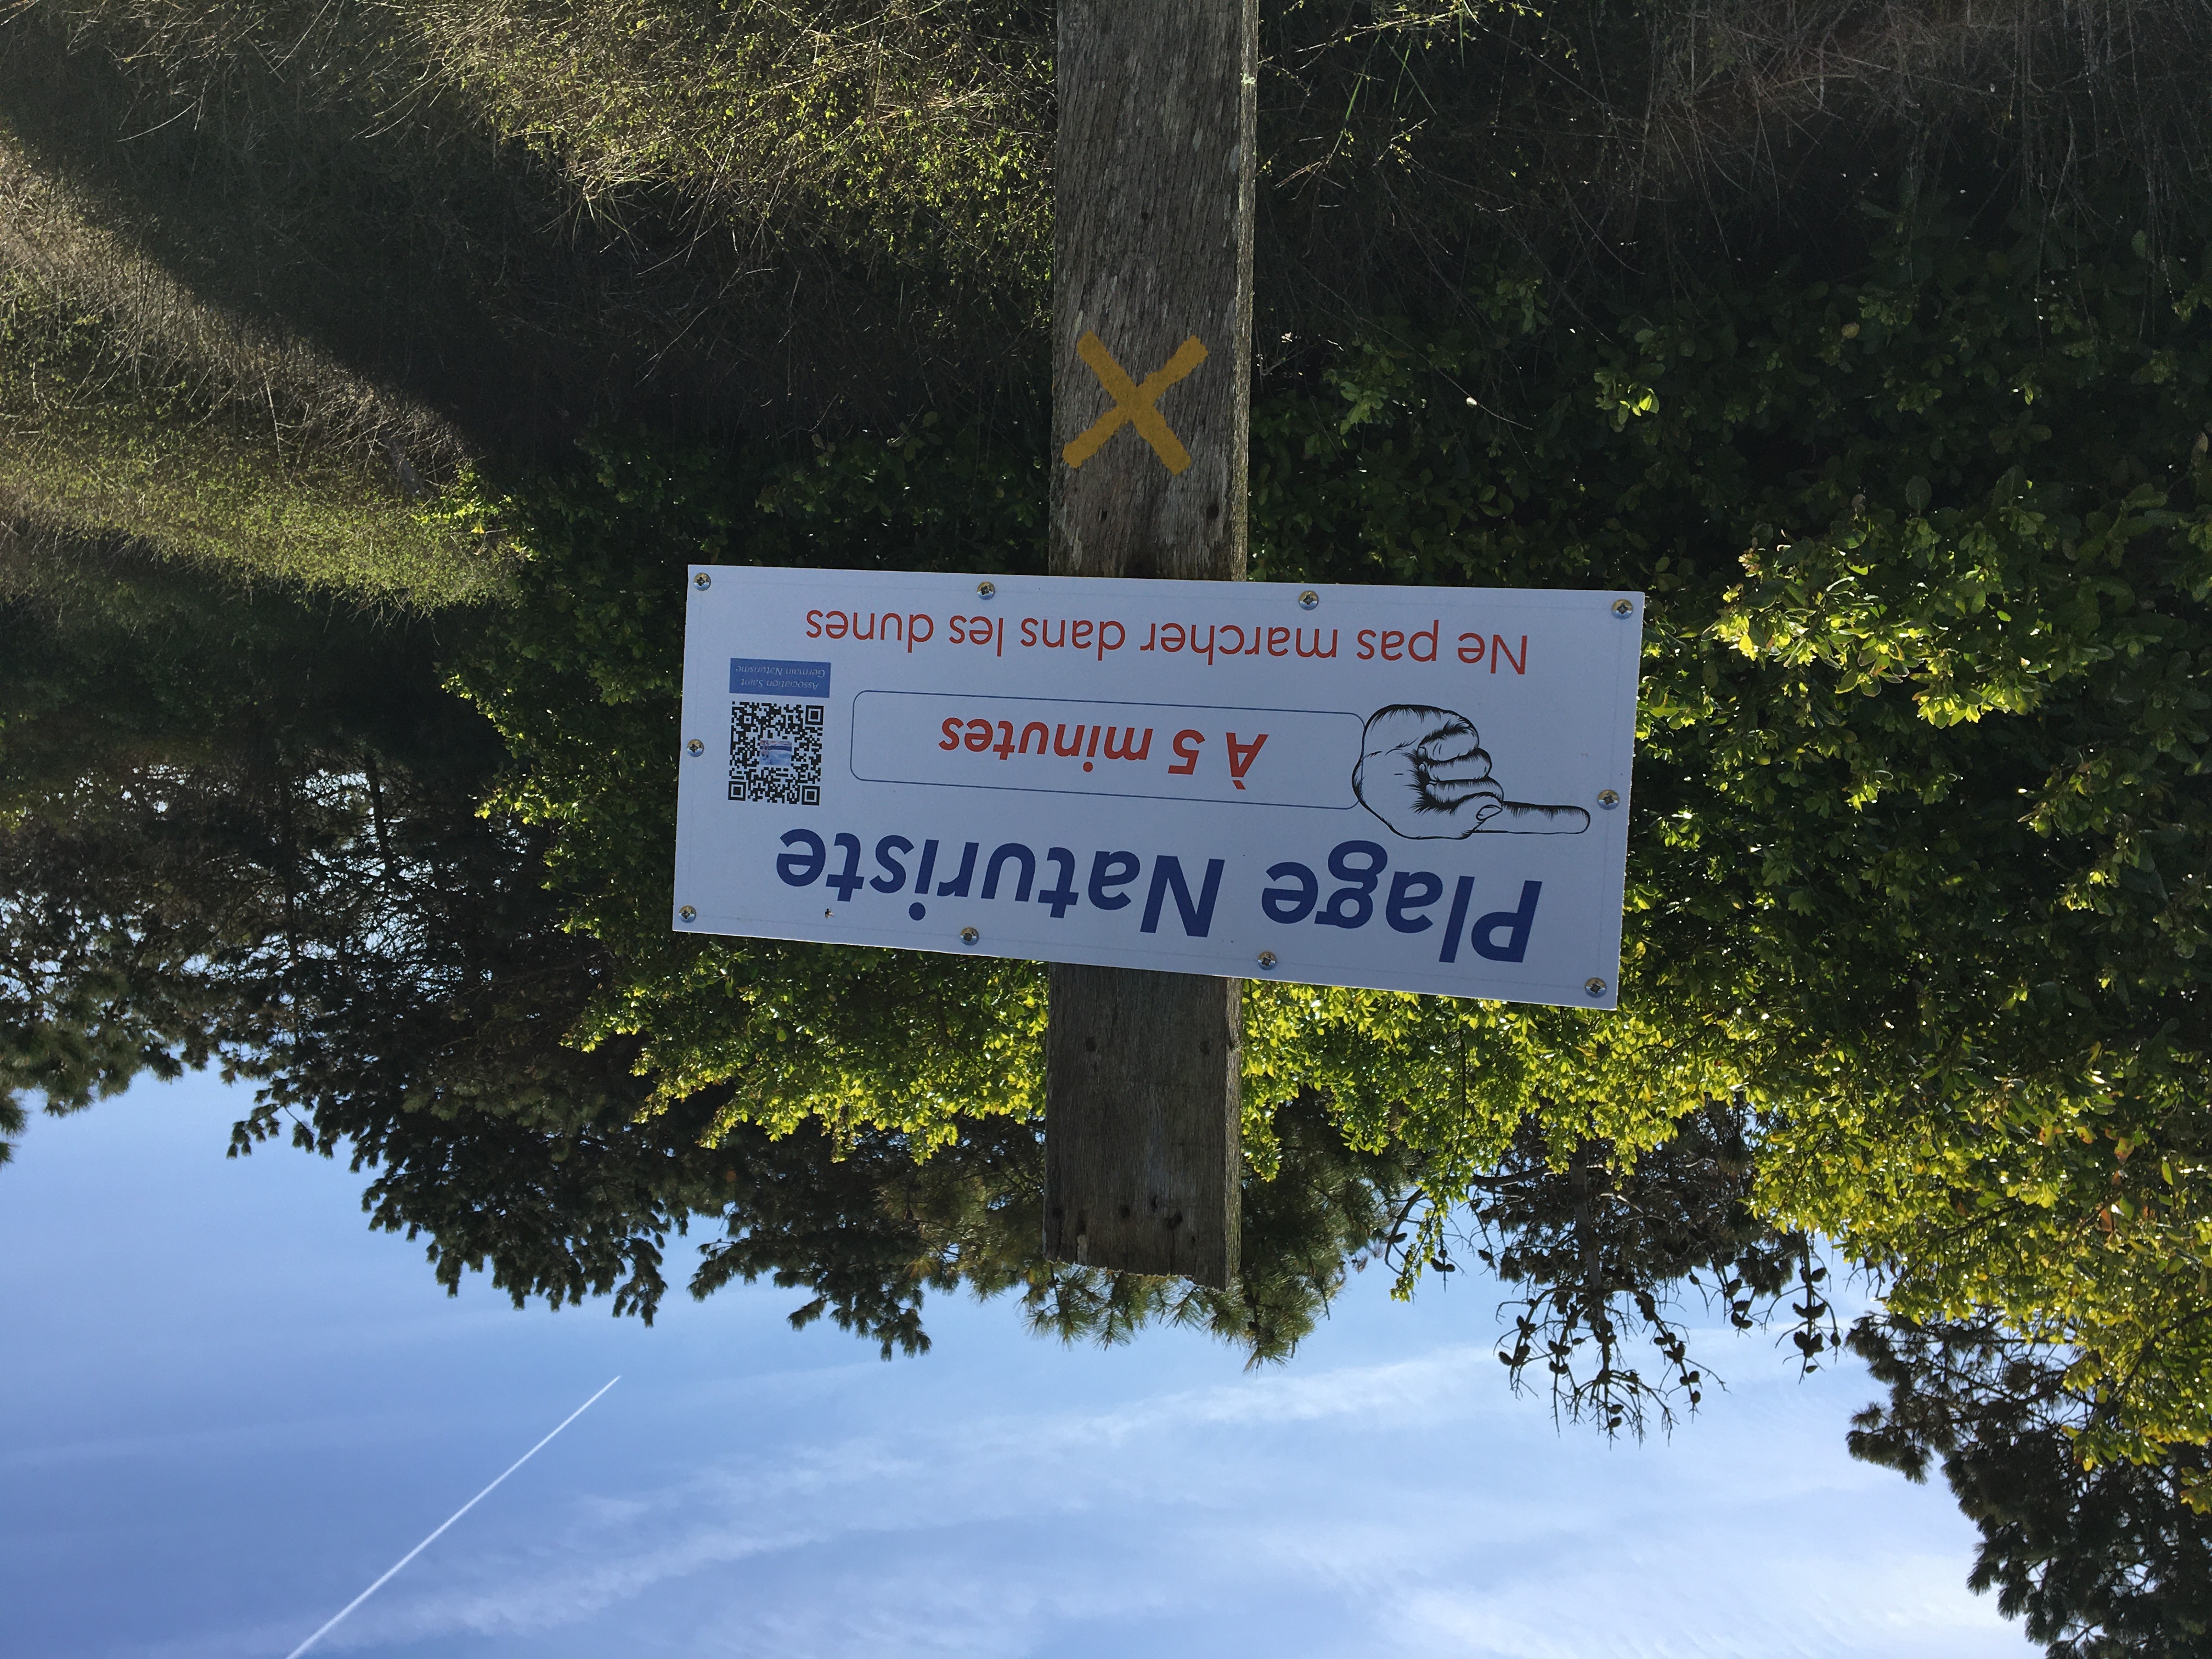 Plage Naturiste
À 5 minutes
Association Saint
Germain Naturisme
Ne pas marcher dans les dunes